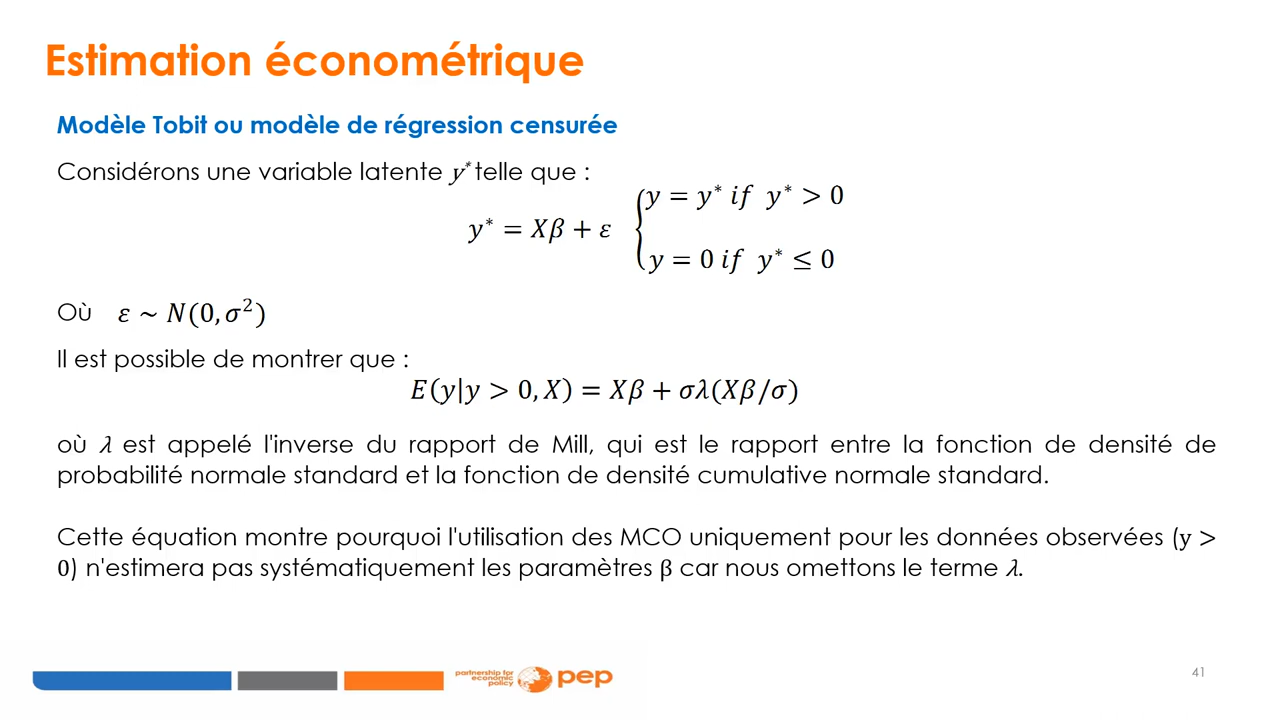 Estimation économétrique
Modèle Tobit ou modèle de régression censurée
Considérons une variable latente y* telle que :
y = y* if y* > 0
y* = Xβ + ε
y = 0 if y* ≤ 0
Où ε ~ N(0, σ²)
Il est possible de montrer que :
E(y|y > 0, X) = Xβ + σλ(Xβ/σ)
où λ est appelé l'inverse du rapport de Mill, qui est le rapport entre la fonction de densité de
probabilité normale standard et la fonction de densité cumulative normale standard.
Cette équation montre pourquoi l'utilisation des MCO uniquement pour les données observées (y >
0) n'estimera pas systématiquement les paramètres β car nous omettons le terme λ.
partnership for
economic
policy
pep
41